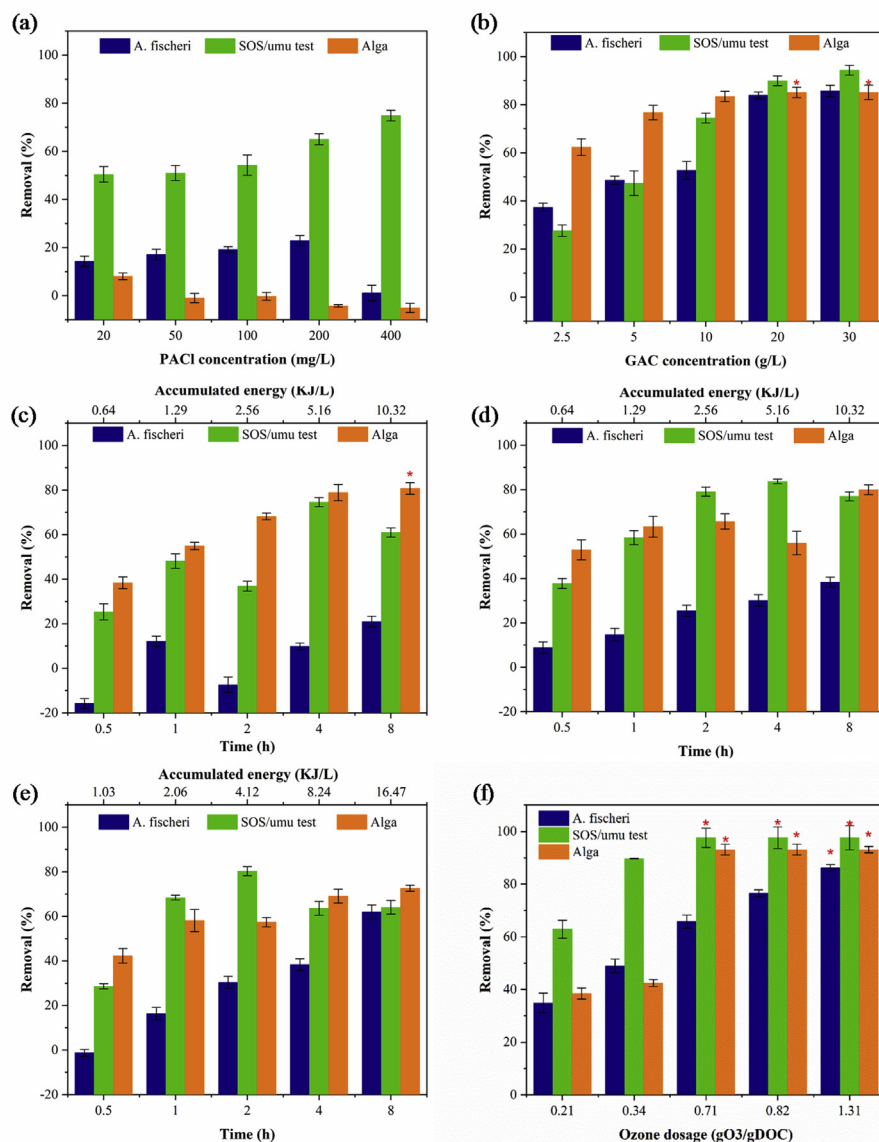 (a)
A. fischeri SOS/umu test Alga
100
80
60
40
20
0
Removal (%)
20 50 100 200 400
PACl concentration (mg/L)
(b)
A. fischeri SOS/umu test Alga
100
80
60
40
20
0
Removal (%)
* *
2.5 5 10 20 30
GAC concentration (g/L)
(c)
Accumulated energy (KJ/L)
0.64 1.29 2.56 5.16 10.32
A. fischeri SOS/umu test Alga
100
80
60
40
20
0
-20
Removal (%)
*
0.5 1 2 4 8
Time (h)
(d)
Accumulated energy (KJ/L)
0.64 1.29 2.56 5.16 10.32
A. fischeri SOS/umu test Alga
100
80
60
40
20
0
-20
Removal (%)
0.5 1 2 4 8
Time (h)
(e)
Accumulated energy (KJ/L)
1.03 2.06 4.12 8.24 16.47
A. fischeri SOS/umu test Alga
100
80
60
40
20
0
-20
Removal (%)
0.5 1 2 4 8
Time (h)
(f)
A. fischeri
SOS/umu test
Alga
100
80
60
40
20
0
Removal (%)
* * * * * * *
0.21 0.34 0.71 0.82 1.31
Ozone dosage (gO3/gDOC)